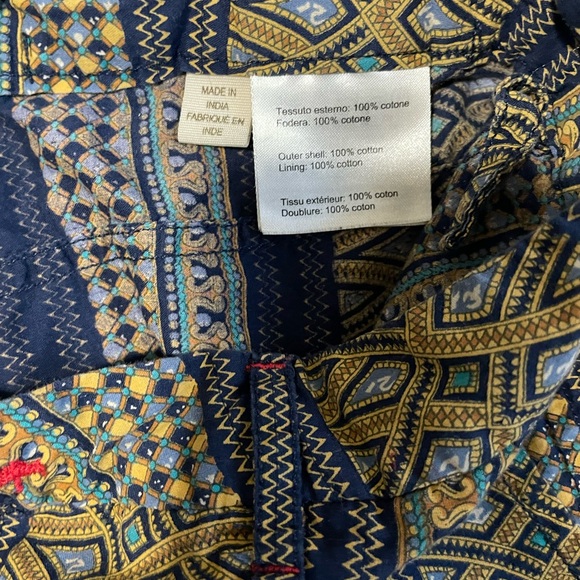 MADE IN
INDIA
FABRIQUÉ EN
INDE
Tessuto esterno: 100% cotone
Fodera: 100% cotone
Outer shell: 100% cotton
Lining: 100% cotton
Tissu extérieur: 100% coton
Doublure: 100% coton